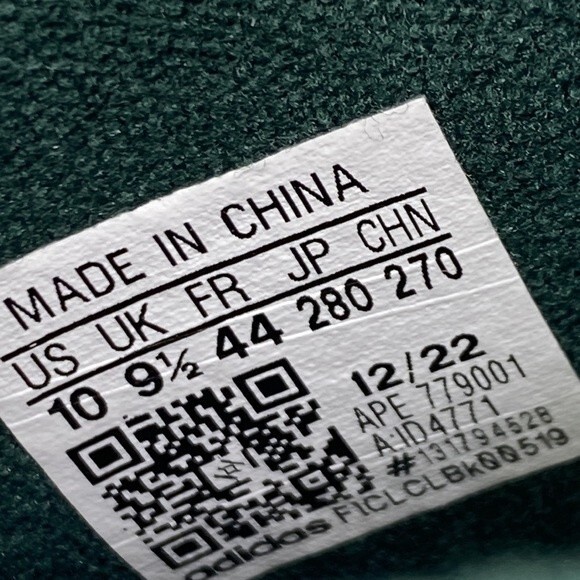 MADE IN CHINA
US UK FR JP CHN
10 9½ 44 280 270
12/22
APE 779001
A:ID4771
#131794528
adidas F1CLCLBkQQ519